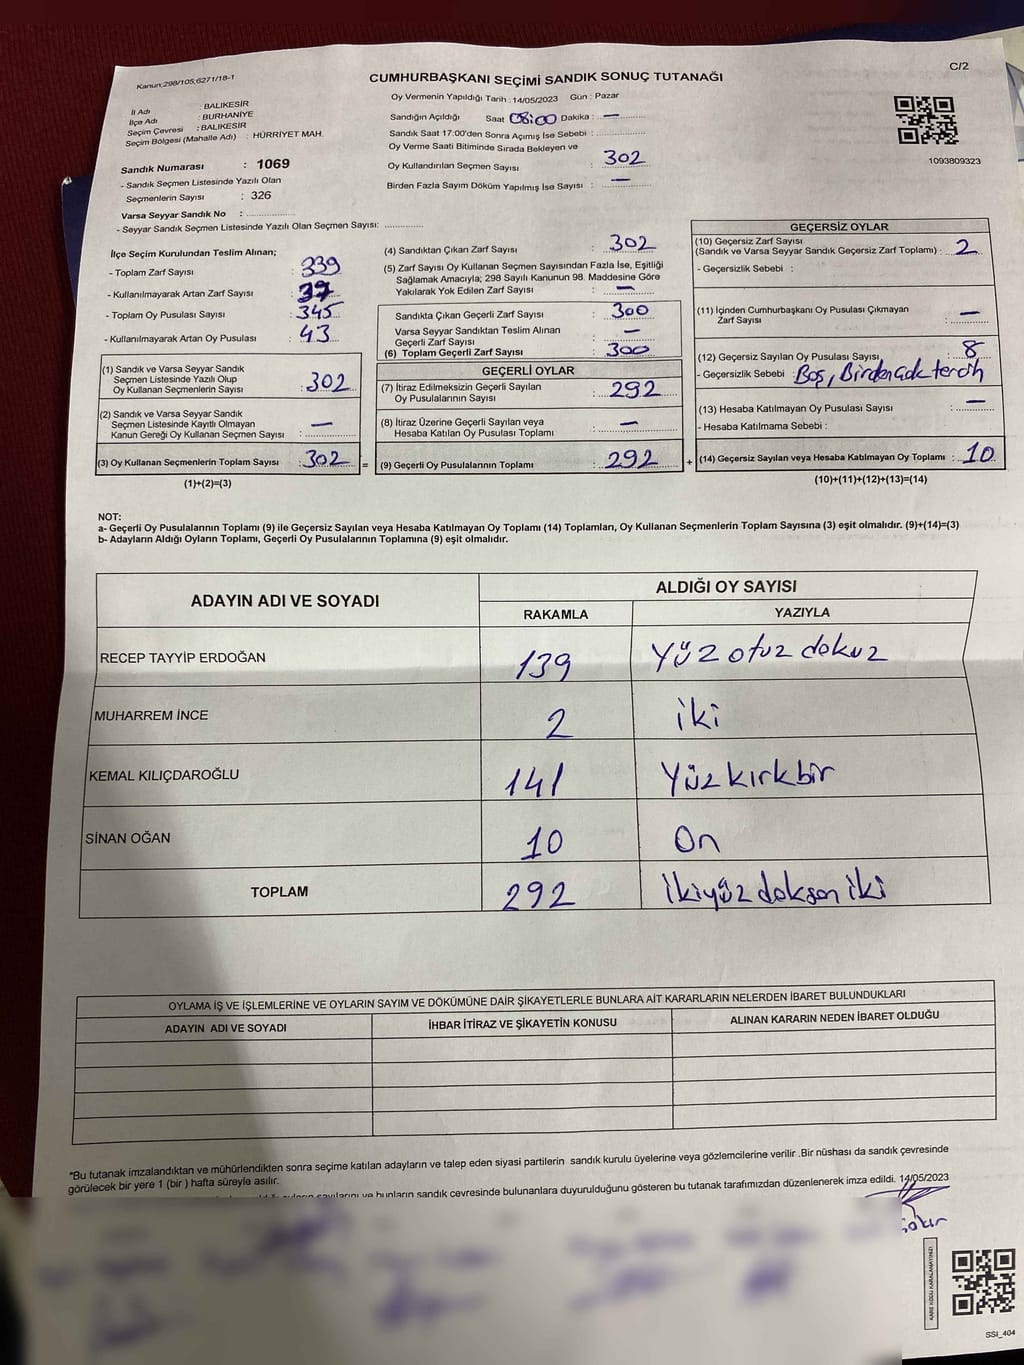 Kanun:298/105;6271/18-1
CUMHURBAŞKANI SEÇİMİ SANDIK SONUÇ TUTANAĞI
C/2
İl Adı : BALIKESİR
İlçe Adı : BURHANİYE
Seçim Çevresi : BALIKESİR
Seçim Bölgesi (Mahalle Adı) : HÜRRİYET MAH.
Sandık Numarası : 1069
- Sandık Seçmen Listesinde Yazılı Olan
Seçmenlerin Sayısı : 326
Varsa Seyyar Sandık No :
- Seyyar Sandık Seçmen Listesinde Yazılı Olan Seçmen Sayısı:
Oy Vermenin Yapıldığı Tarih : 14/05/2023 Gün : Pazar
Sandığın Açıldığı Saat 08:00 Dakika : —
Sandık Saat 17:00'den Sonra Açımış İse Sebebi :
Oy Verme Saati Bitiminde Sırada Bekleyen ve
Oy Kullandırılan Seçmen Sayısı : 302
Birden Fazla Sayım Döküm Yapılmış İse Sayısı : —
1093809323
İlçe Seçim Kurulundan Teslim Alınan;
- Toplam Zarf Sayısı : 339
- Kullanılmayarak Artan Zarf Sayısı : 37
- Toplam Oy Pusulası Sayısı : 345
- Kullanılmayarak Artan Oy Pusulası : 43
(1) Sandık ve Varsa Seyyar Sandık
Seçmen Listesinde Yazılı Olup
Oy Kullanan Seçmenlerin Sayısı : 302
(2) Sandık ve Varsa Seyyar Sandık
Seçmen Listesinde Kayıtlı Olmayan
Kanun Gereği Oy Kullanan Seçmen Sayısı : —
(3) Oy Kullanan Seçmenlerin Toplam Sayısı : 302 =
(1)+(2)=(3)
(4) Sandıktan Çıkan Zarf Sayısı : 302
(5) Zarf Sayısı Oy Kullanan Seçmen Sayısından Fazla İse, Eşitliği
Sağlamak Amacıyla; 298 Sayılı Kanunun 98. Maddesine Göre
Yakılarak Yok Edilen Zarf Sayısı : —
Sandıkta Çıkan Geçerli Zarf Sayısı : 300
Varsa Seyyar Sandıktan Teslim Alınan
Geçerli Zarf Sayısı : —
(6) Toplam Geçerli Zarf Sayısı : 300
GEÇERLİ OYLAR
(7) İtiraz Edilmeksizin Geçerli Sayılan
Oy Pusulalarının Sayısı : 292
(8) İtiraz Üzerine Geçerli Sayılan veya
Hesaba Katılan Oy Pusulası Toplamı : —
(9) Geçerli Oy Pusulalarının Toplamı : 292 +
GEÇERSİZ OYLAR
(10) Geçersiz Zarf Sayısı
(Sandık ve Varsa Seyyar Sandık Geçersiz Zarf Toplamı) : 2
- Geçersizlik Sebebi :
(11) İçinden Cumhurbaşkanı Oy Pusulası Çıkmayan
Zarf Sayısı : —
(12) Geçersiz Sayılan Oy Pusulası Sayısı : 8
- Geçersizlik Sebebi : Boş, Birden çok tercih
(13) Hesaba Katılmayan Oy Pusulası Sayısı : —
- Hesaba Katılmama Sebebi :
(14) Geçersiz Sayılan veya Hesaba Katılmayan Oy Toplamı : 10
(10)+(11)+(12)+(13)=(14)
NOT:
a- Geçerli Oy Pusulalarının Toplamı (9) ile Geçersiz Sayılan veya Hesaba Katılmayan Oy Toplamı (14) Toplamları, Oy Kullanan Seçmenlerin Toplam Sayısına (3) eşit olmalıdır. (9)+(14)=(3)
b- Adayların Aldığı Oyların Toplamı, Geçerli Oy Pusulalarının Toplamına (9) eşit olmalıdır.
ADAYIN ADI VE SOYADI
ALDIĞI OY SAYISI
RAKAMLA YAZIYLA
RECEP TAYYİP ERDOĞAN 139 Yüz otuz dokuz
MUHARREM İNCE 2 iki
KEMAL KILIÇDAROĞLU 141 Yüz kırk bir
SİNAN OĞAN 10 On
TOPLAM 292 İkiyüz doksan iki
OYLAMA İŞ VE İŞLEMLERİNE VE OYLARIN SAYIM VE DÖKÜMÜNE DAİR ŞİKAYETLERLE BUNLARA AİT KARARLARIN NELERDEN İBARET BULUNDUKLARI
ADAYIN ADI VE SOYADI İHBAR İTİRAZ VE ŞİKAYETİN KONUSU ALINAN KARARIN NEDEN İBARET OLDUĞU
*Bu tutanak imzalandıktan ve mühürlendikten sonra seçime katılan adayların ve talep eden siyasi partilerin sandık kurulu üyelerine veya gözlemcilerine verilir .Bir nüshası da sandık çevresinde
görülecek bir yere 1 (bir ) hafta süreyle asılır.
sayılarını ve bunların sandık çevresinde bulunanlara duyurulduğunu gösteren bu tutanak tarafımızdan düzenlenerek imza edildi. 14/05/2023
KARE KODU KARALAMAYINIZ!
SSI_404